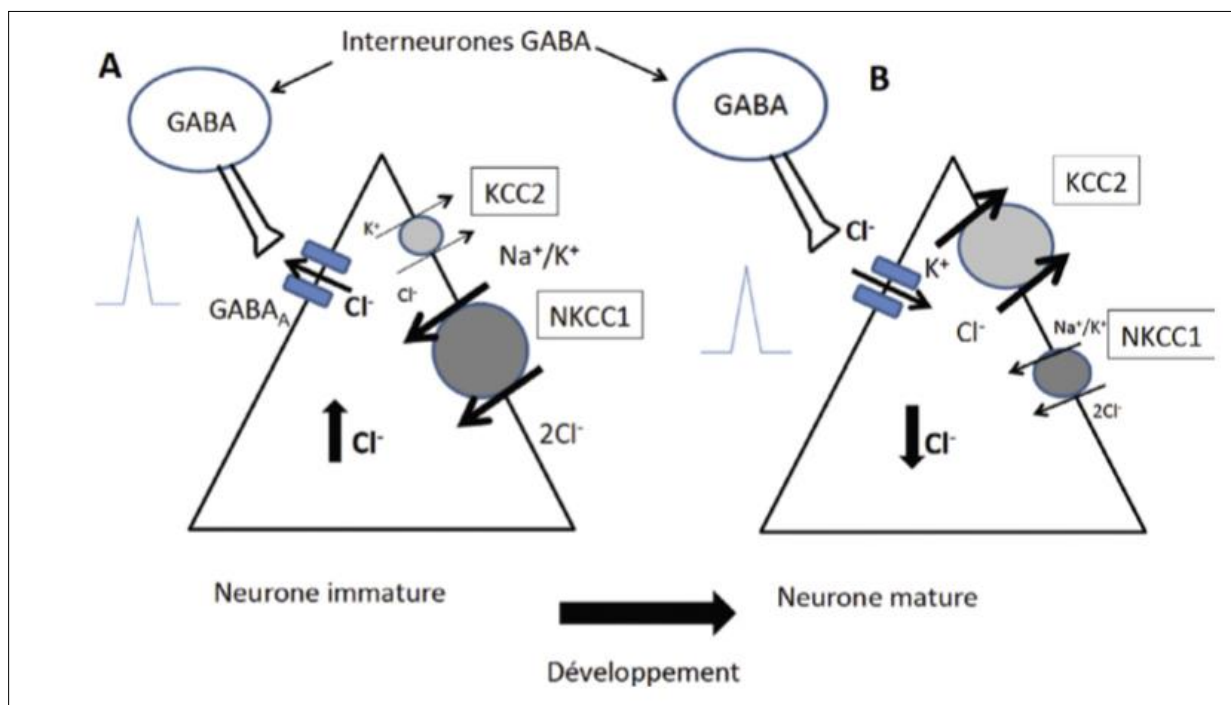 Interneurones GABA
A
B
GABA
GABA
KCC2
KCC2
K⁺
Cl⁻
Na⁺/K⁺
K⁺
Cl⁻
GABA_A
Cl⁻
NKCC1
Cl⁻
Na⁺/K⁺
NKCC1
2Cl⁻
2Cl⁻
Cl⁻
Cl⁻
Neurone immature
Neurone mature
Développement